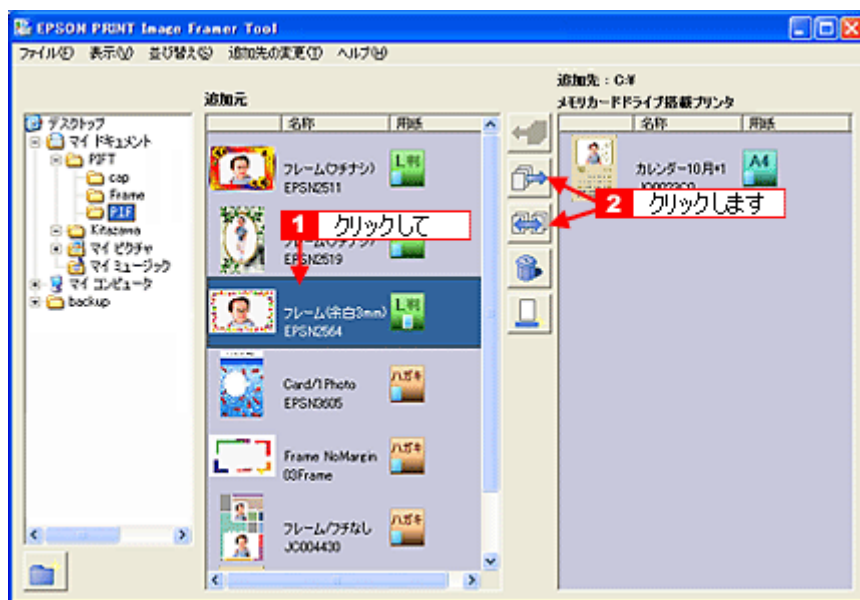 EPSON PRINT Image Framer Tool
ファイル(F) 表示(V) 並び替え(S) 追加先の変更(T) ヘルプ(H)
追加先 : C:¥
追加元
メモリカードドライブ搭載プリンタ
名称 用紙
名称 用紙
デスクトップ
マイ ドキュメント
PIFT
cap
Frame
PIF
Kitazawa
マイ ピクチャ
マイ ミュージック
マイ コンピュータ
backup
フレーム(フチナシ)
EPSN2511
L判
EPSN2519
フレーム(余白3mm)
EPSN2564
L判
Card/1Photo
EPSN3605
ハガキ
Frame NoMargin
03Frame
ハガキ
フレーム/フチなし
JC004430
ハガキ
カレンダー10月*1
A4
1 クリックして
2 クリックします